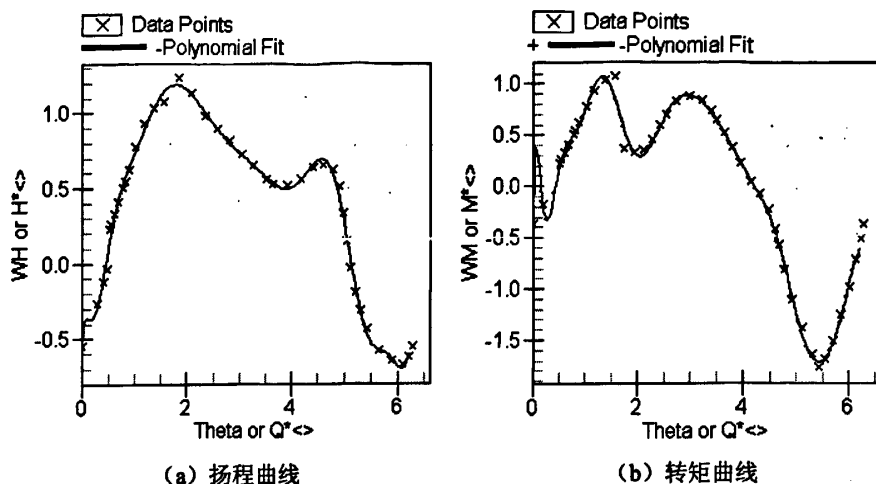 × Data Points
-Polynomial Fit
WH or H*<>
1.0
0.5
0.0
-0.5
0
2
4
6
Theta or Q*<>
(a) 扬程曲线
× Data Points
+ -Polynomial Fit
WM or M*<>
1.0
0.5
0.0
-0.5
-1.0
-1.5
0
2
4
6
Theta or Q*<>
(b) 转矩曲线